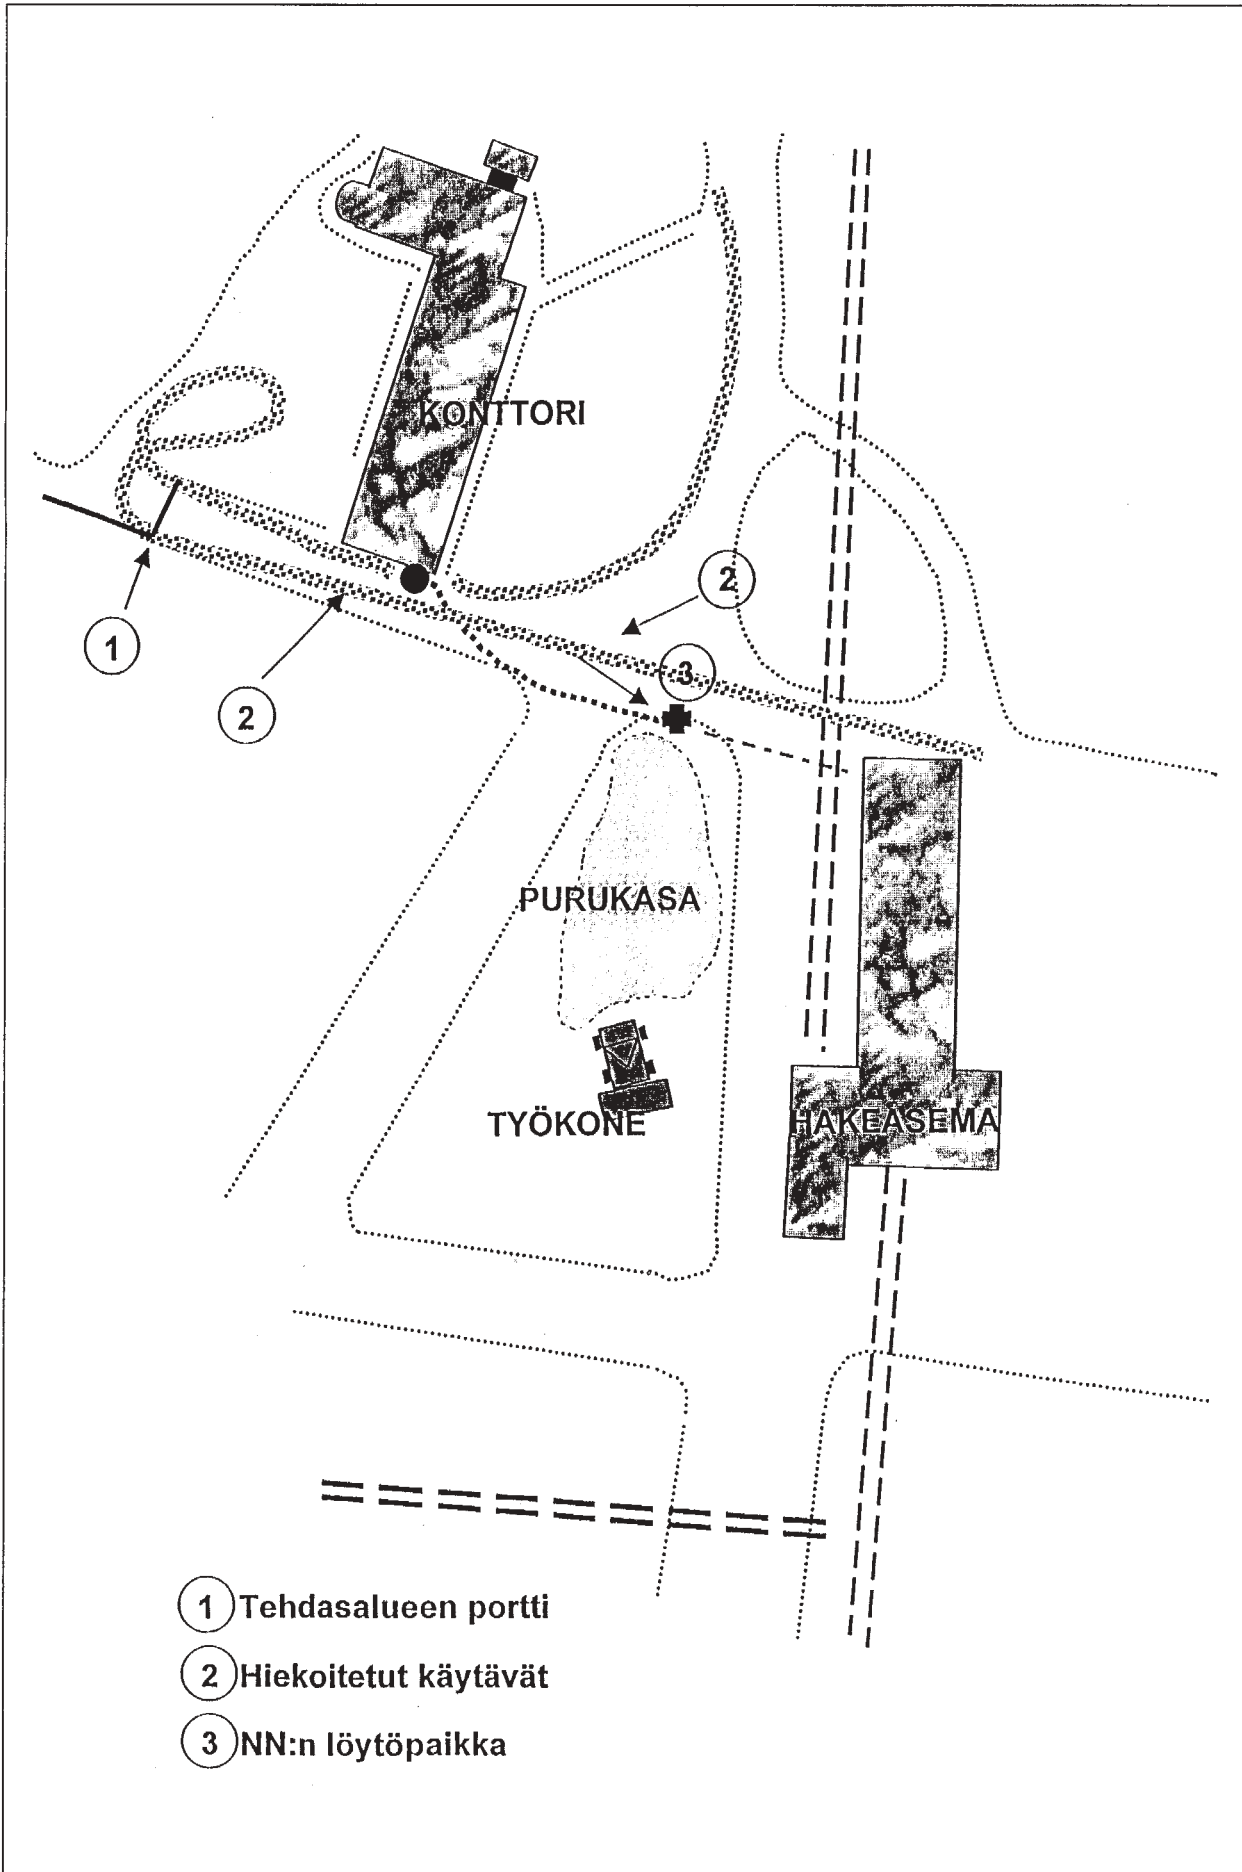 KONTTORI
2
3
1
2
PURUKASA
TYÖKONE
HAKEASEMA
1 Tehdasalueen portti
2 Hiekoitetut käytävät
3 NN:n löytöpaikka